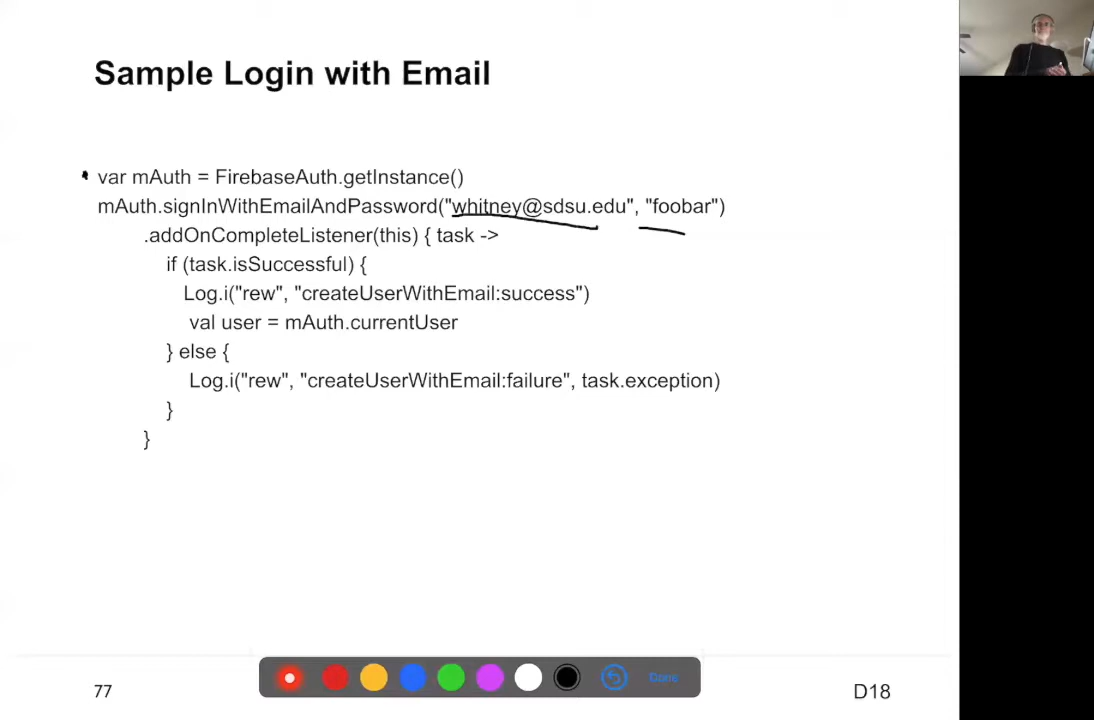 Sample Login with Email
var mAuth = FirebaseAuth.getInstance()
mAuth.signInWithEmailAndPassword("whitney@sdsu.edu", "foobar")
.addOnCompleteListener(this) { task ->
if (task.isSuccessful) {
Log.i("rew", "createUserWithEmail:success")
val user = mAuth.currentUser
} else {
Log.i("rew", "createUserWithEmail:failure", task.exception)
}
}
Done
77
D18